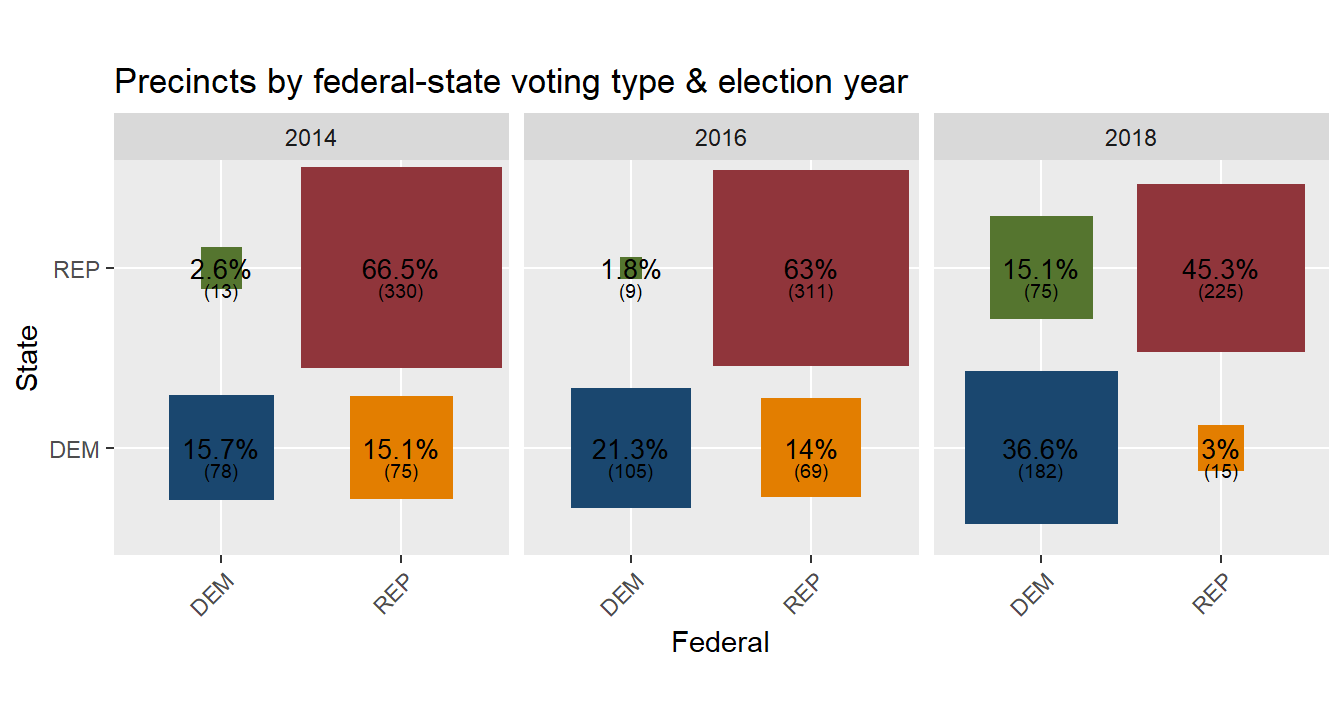 Precincts by federal-state voting type & election year
2014
2016
2018
REP
2.6%
(13)
66.5%
(330)
1.8%
(9)
63%
(311)
15.1%
(75)
45.3%
(225)
State
DEM
15.7%
(78)
15.1%
(75)
21.3%
(105)
14%
(69)
36.6%
(182)
3%
(15)
DEM
REP
DEM
REP
DEM
REP
Federal